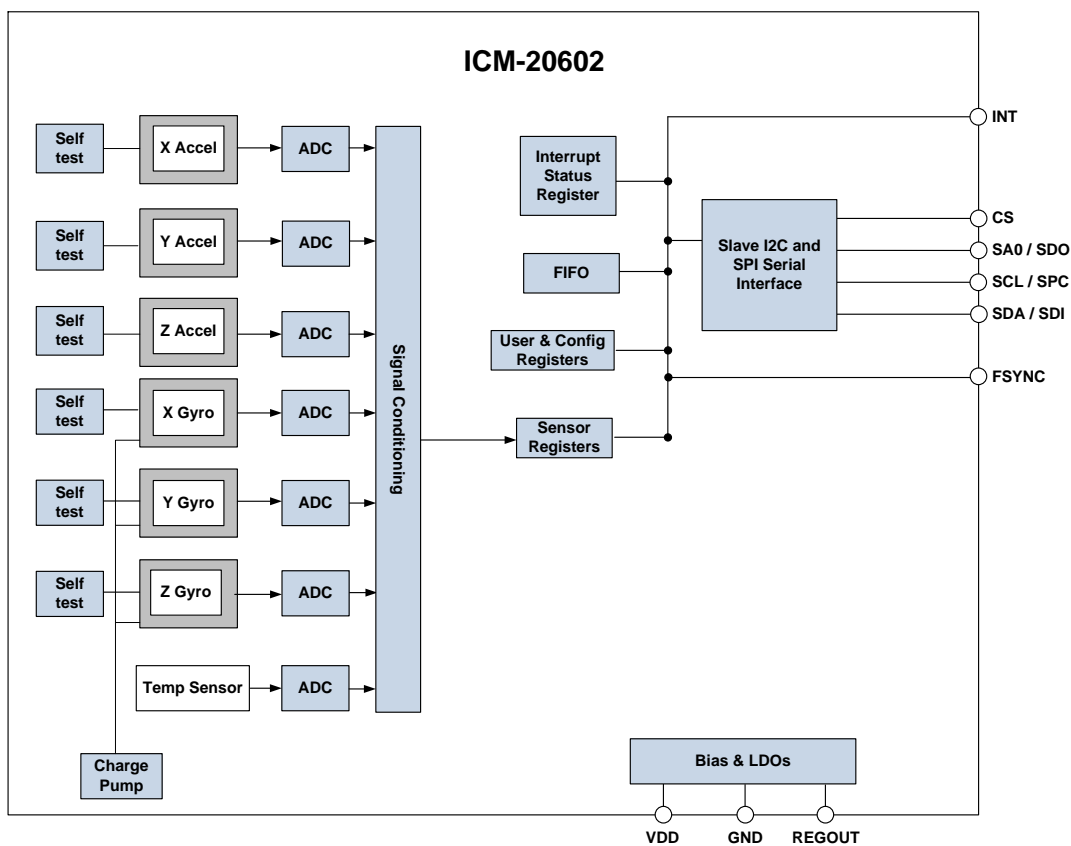 ICM-20602
Self
test
X Accel
ADC
Self
test
Y Accel
ADC
Self
test
Z Accel
ADC
Self
test
X Gyro
ADC
Self
test
Y Gyro
ADC
Self
test
Z Gyro
ADC
Temp Sensor
ADC
Charge
Pump
Signal Conditioning
Interrupt
Status
Register
FIFO
User & Config
Registers
Sensor
Registers
Slave I2C and
SPI Serial
Interface
INT
CS
SA0 / SDO
SCL / SPC
SDA / SDI
FSYNC
Bias & LDOs
VDD
GND
REGOUT